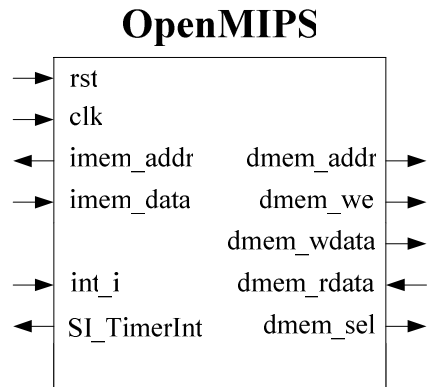 OpenMIPS
rst
clk
imem_addr dmem_addr
imem_data dmem_we
dmem_wdata
int_i dmem_rdata
SI_TimerInt dmem_sel